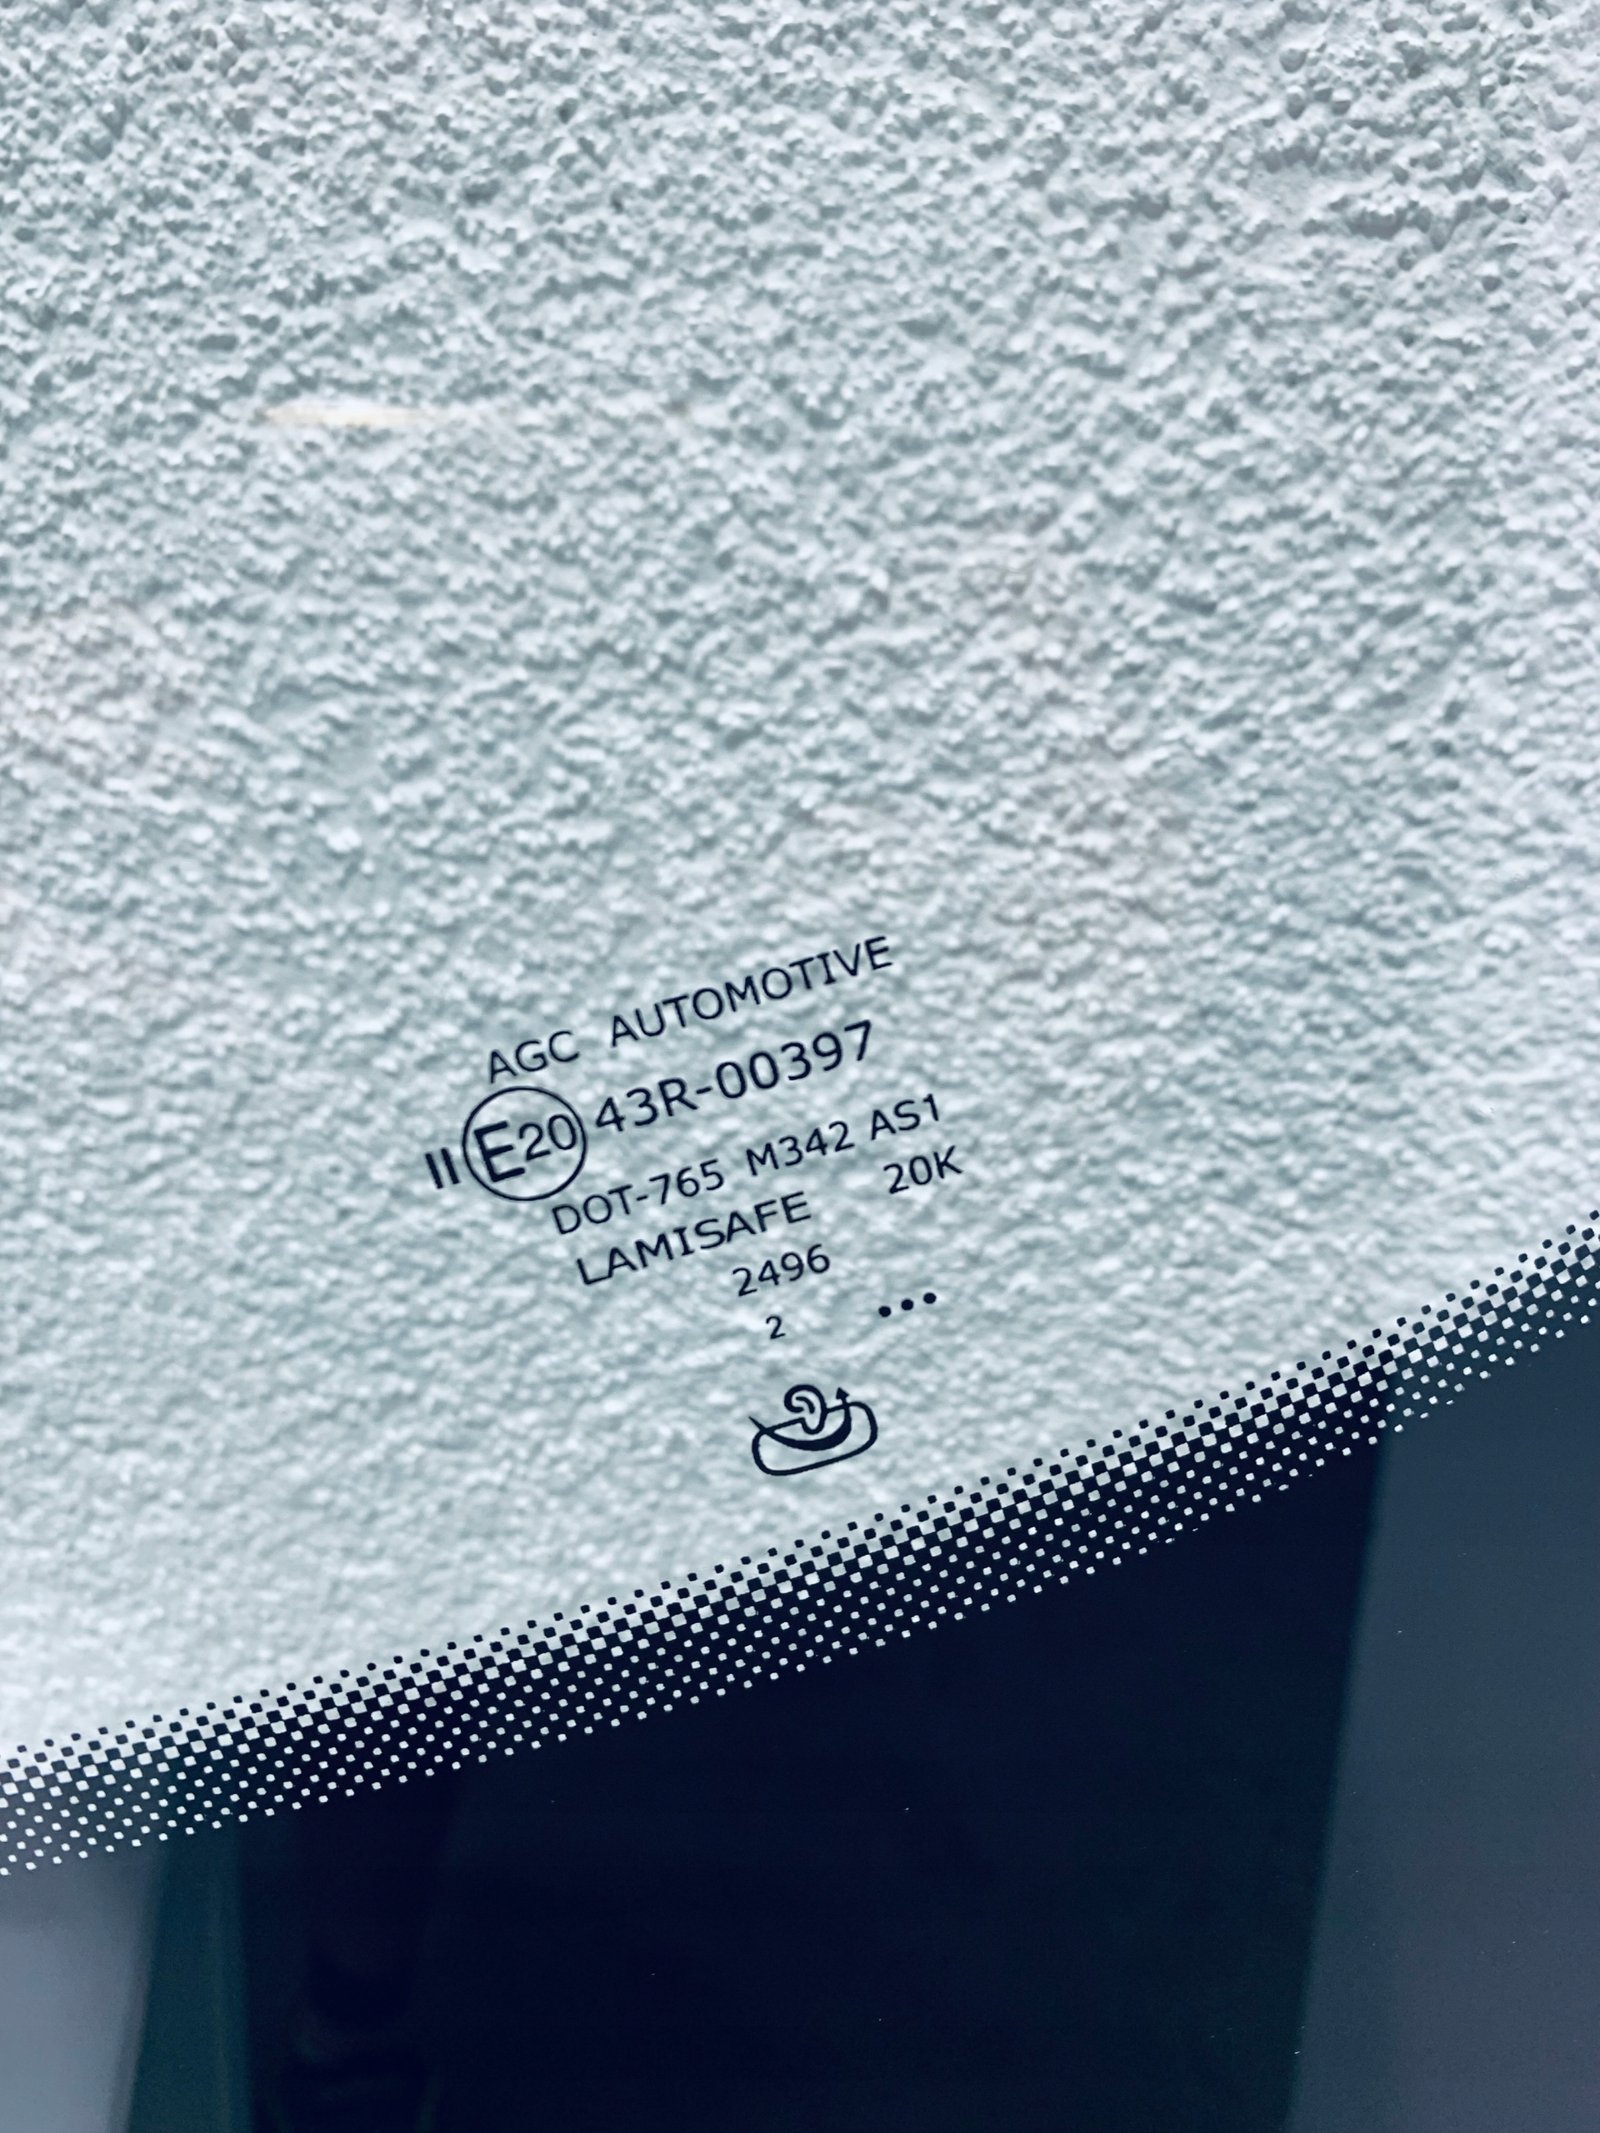 AGC AUTOMOTIVE
II E20 43R-00397
DOT-765 M342 AS1
LAMISAFE 20K
2496
2 •••